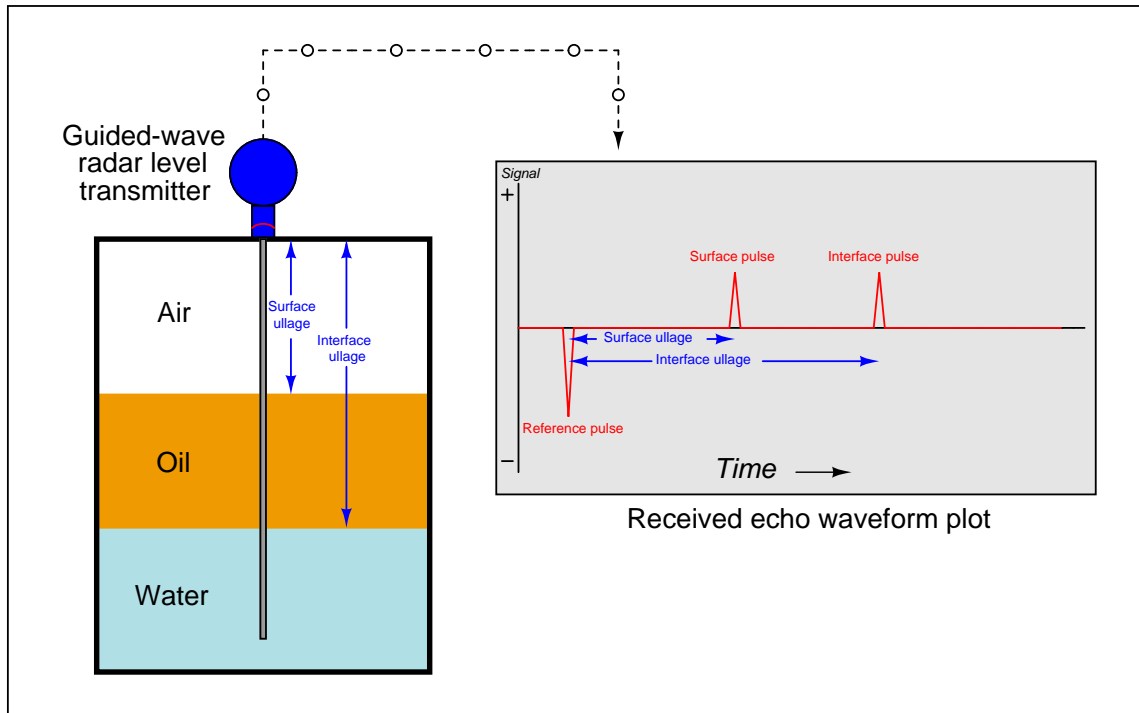 Guided-wave
radar level
transmitter
Air
Surface
ullage
Interface
ullage
Oil
Water
Signal
+
Surface pulse
Interface pulse
Surface ullage
Interface ullage
Reference pulse
−
Time
Received echo waveform plot